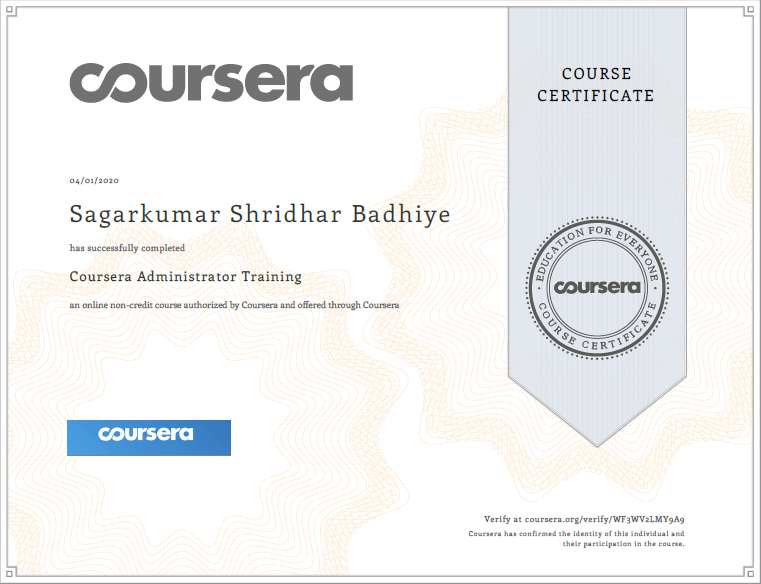 coursera
COURSE
CERTIFICATE
04/01/2020
Sagarkumar Shridhar Badhiye
has successfully completed
Coursera Administrator Training
an online non-credit course authorized by Coursera and offered through Coursera
EDUCATION FOR EVERYONE
coursera
COURSE CERTIFICATE
coursera
Verify at coursera.org/verify/WF3WV2LMY9A9
Coursera has confirmed the identity of this individual and
their participation in the course.